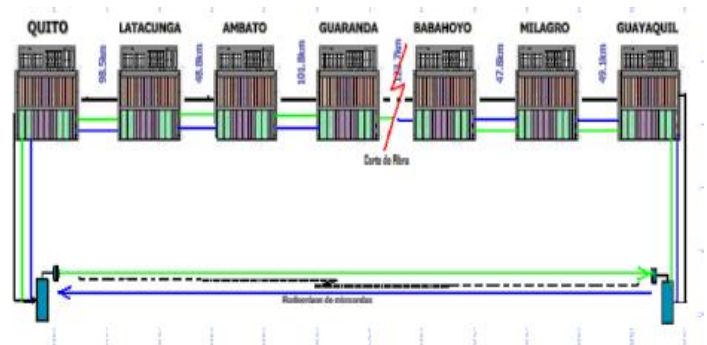 QUITO LATACUNGA AMBATO GUARANDA BABAHOYO MILAGRO GUAYAQUIL
98.5km 48.8km 101.8km 47.8km 49.1km
Corte de Fibra
Radioenlace de microondas